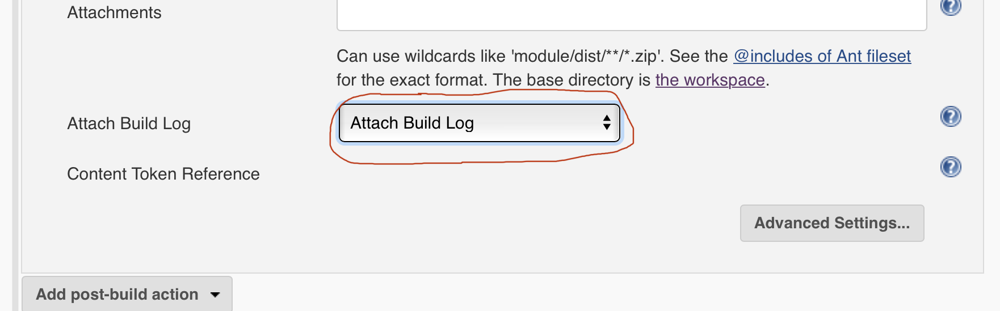 Attachments
Can use wildcards like 'module/dist/**/*.zip'. See the @includes of Ant fileset
for the exact format. The base directory is the workspace.
Attach Build Log
Attach Build Log
Content Token Reference
Advanced Settings...
Add post-build action